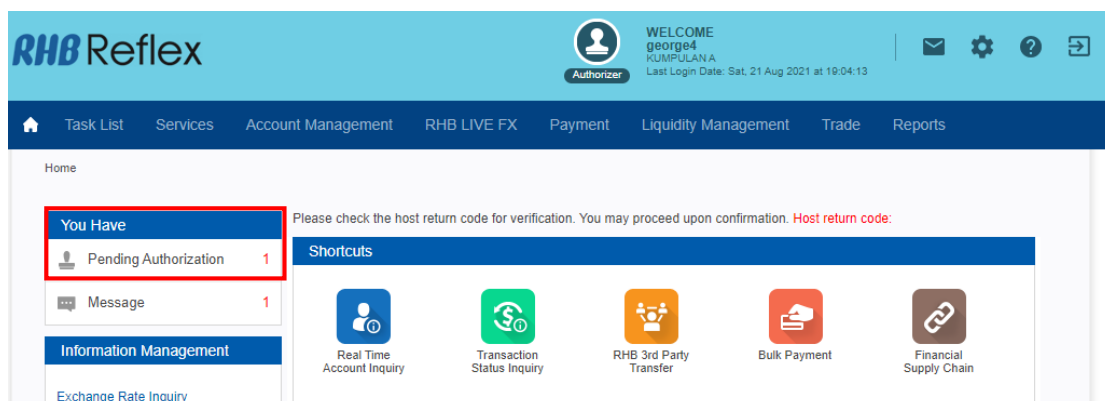 RHB Reflex
WELCOME
george4
KUMPULAN A
Last Login Date: Sat, 21 Aug 2021 at 19:04:13
Authorizer
Task List Services Account Management RHB LIVE FX Payment Liquidity Management Trade Reports
Home
You Have
Pending Authorization 1
Message 1
Information Management
Exchange Rate Inquiry
Please check the host return code for verification. You may proceed upon confirmation. Host return code:
Shortcuts
Real Time
Account Inquiry
Transaction
Status Inquiry
RHB 3rd Party
Transfer
Bulk Payment
Financial
Supply Chain